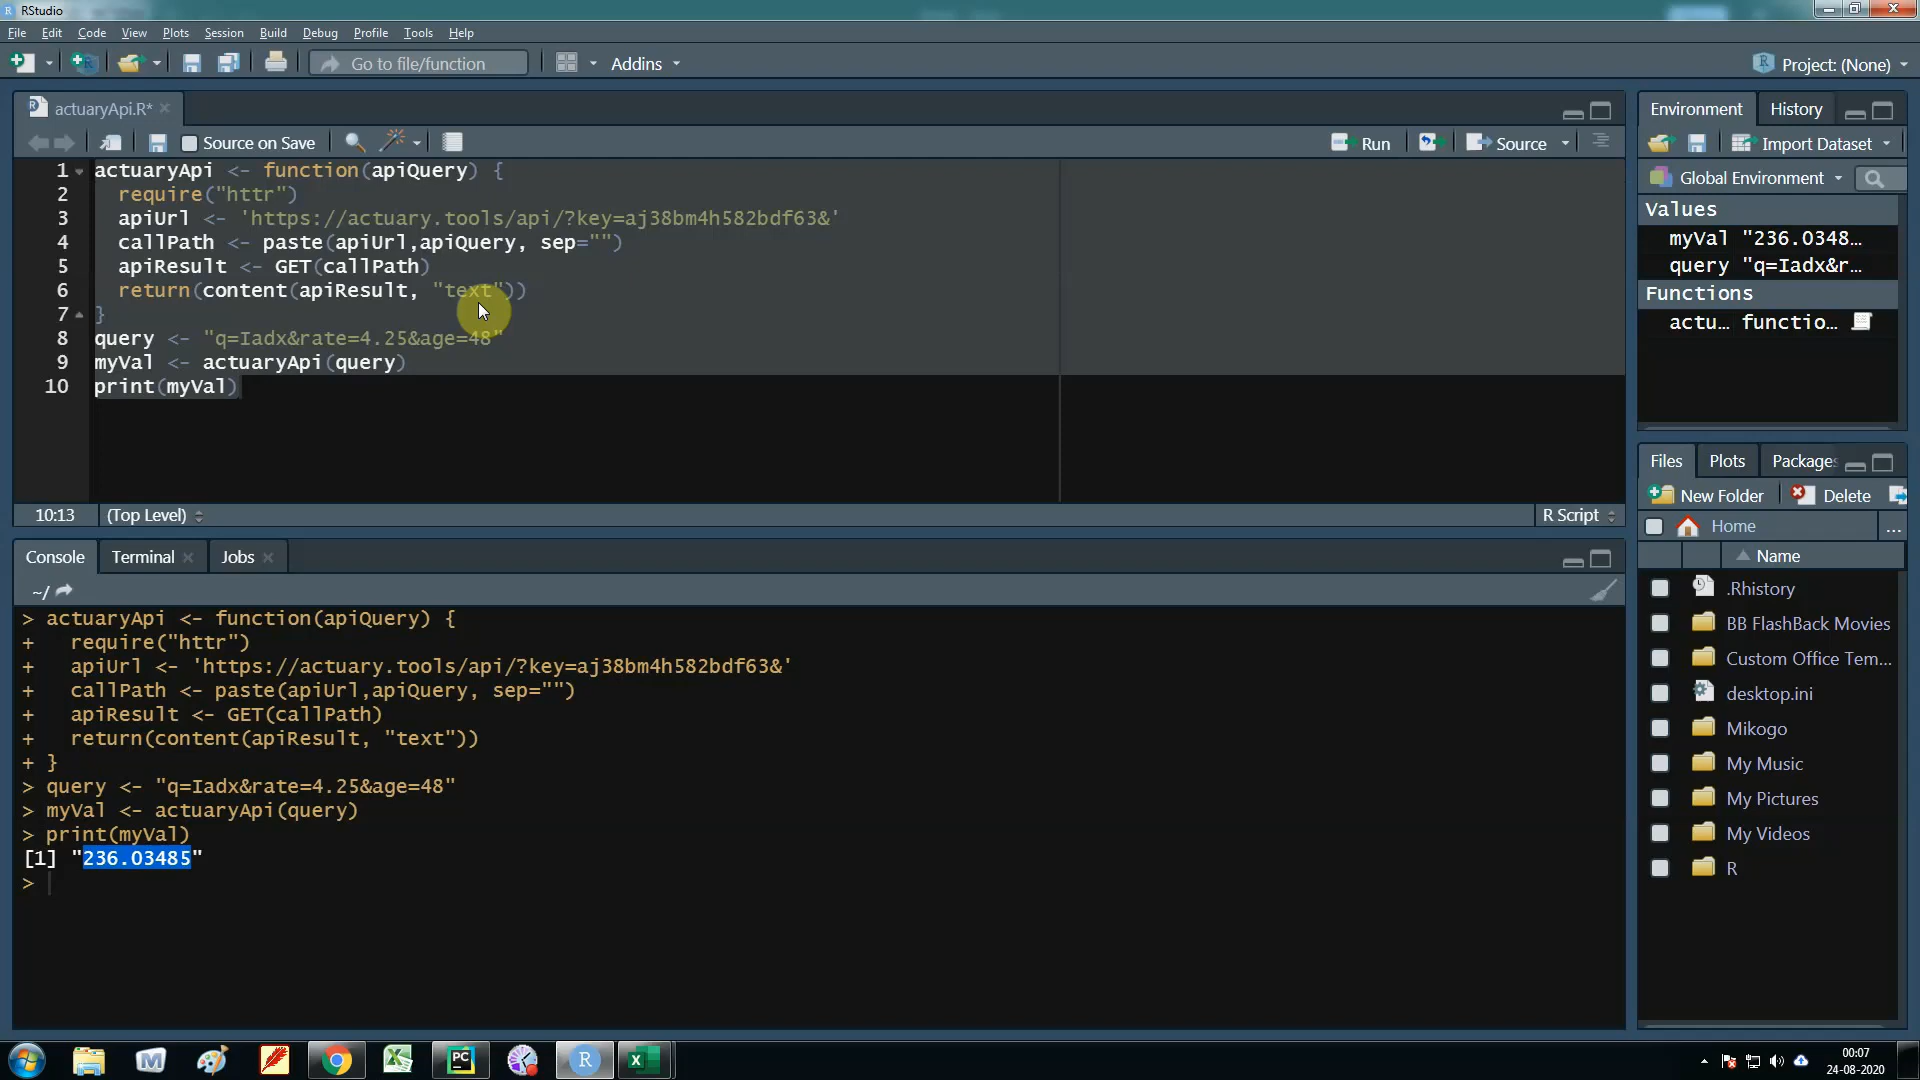 RStudio
File Edit Code View Plots Session Build Debug Profile Tools Help
Go to file/function Addins Project: (None)
actuaryApi.R*
Source on Save Run Source
1 actuaryApi <- function(apiQuery) {
2 require("httr")
3 apiUrl <- 'https://actuary.tools/api/?key=aj38bm4h582bdf63&'
4 callPath <- paste(apiUrl,apiQuery, sep="")
5 apiResult <- GET(callPath)
6 return(content(apiResult, "text"))
7 }
8 query <- "q=Iadx&rate=4.25&age=48"
9 myVal <- actuaryApi(query)
10 print(myVal)
10:13 (Top Level) R Script
Console Terminal Jobs
~/
> actuaryApi <- function(apiQuery) {
+ require("httr")
+ apiUrl <- 'https://actuary.tools/api/?key=aj38bm4h582bdf63&'
+ callPath <- paste(apiUrl,apiQuery, sep="")
+ apiResult <- GET(callPath)
+ return(content(apiResult, "text"))
+ }
> query <- "q=Iadx&rate=4.25&age=48"
> myVal <- actuaryApi(query)
> print(myVal)
[1] "236.03485"
>
Environment History
Import Dataset
Global Environment
Values
myVal "236.0348…
query "q=Iadx&r…
Functions
actu… functio…
Files Plots Packages
New Folder Delete
Home ...
Name
.Rhistory
BB FlashBack Movies
Custom Office Tem...
desktop.ini
Mikogo
My Music
My Pictures
My Videos
R
00:07
24-08-2020